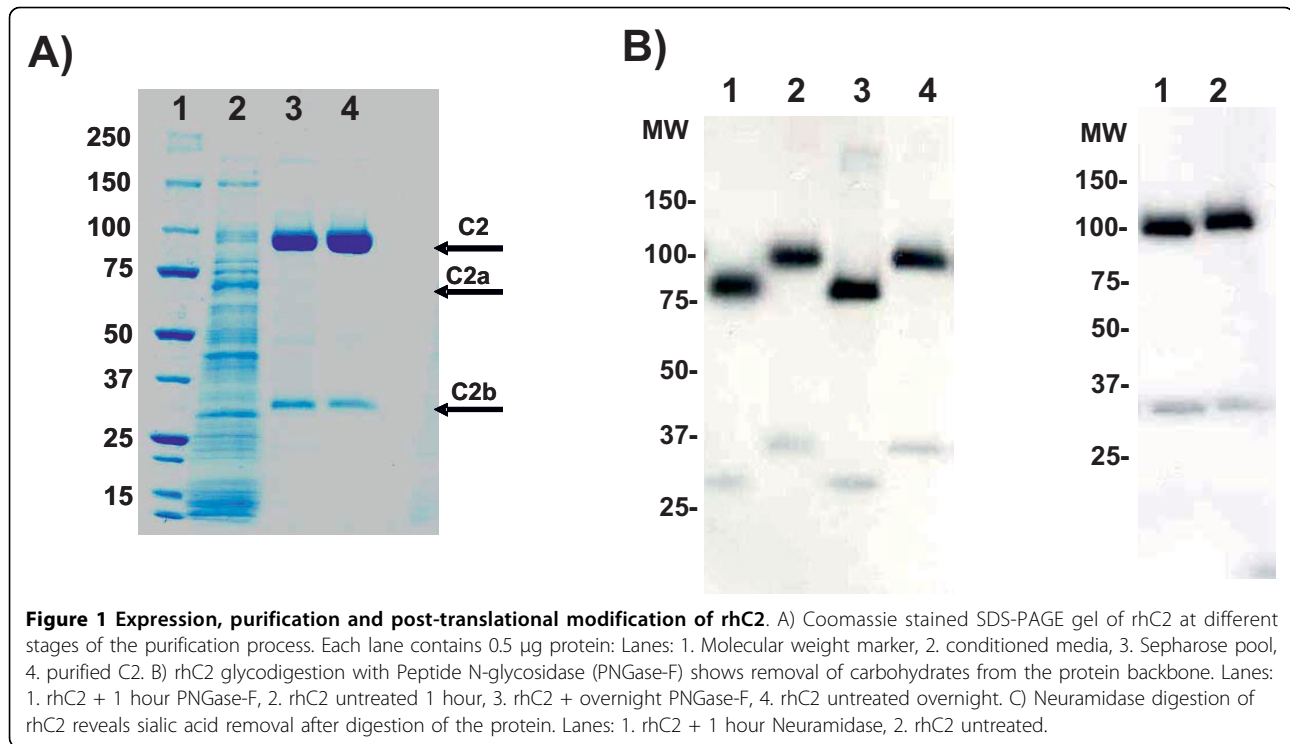 A)
1 2 3 4
250
150
100
75
50
37
25
15
C2
C2a
C2b
B)
1 2 3 4
MW
150-
100-
75-
50-
37-
25-
1 2
MW
150-
100-
75-
50-
37-
25-
Figure 1 Expression, purification and post-translational modification of rhC2. A) Coomassie stained SDS-PAGE gel of rhC2 at different
stages of the purification process. Each lane contains 0.5 μg protein: Lanes: 1. Molecular weight marker, 2. conditioned media, 3. Sepharose pool,
4. purified C2. B) rhC2 glycodigestion with Peptide N-glycosidase (PNGase-F) shows removal of carbohydrates from the protein backbone. Lanes:
1. rhC2 + 1 hour PNGase-F, 2. rhC2 untreated 1 hour, 3. rhC2 + overnight PNGase-F, 4. rhC2 untreated overnight. C) Neuramidase digestion of
rhC2 reveals sialic acid removal after digestion of the protein. Lanes: 1. rhC2 + 1 hour Neuramidase, 2. rhC2 untreated.